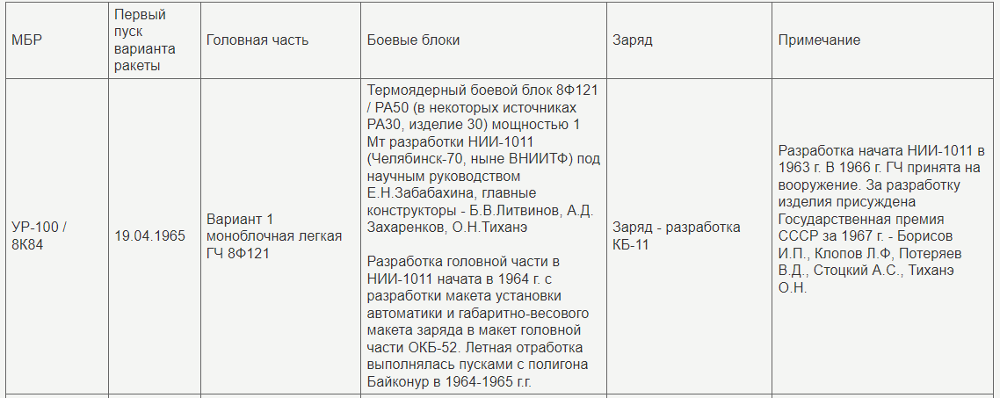 МБР
Первый
пуск
варианта
ракеты
Головная часть
Боевые блоки
Заряд
Примечание
УР-100 /
8К84
19.04.1965
Вариант 1
моноблочная легкая
ГЧ 8Ф121
Термоядерный боевой блок 8Ф121
/ РА50 (в некоторых источниках
РА30, изделие 30) мощностью 1
Мт разработки НИИ-1011
(Челябинск-70, ныне ВНИИТФ) под
научным руководством
Е.Н.Забабахина, главные
конструкторы - Б.В.Литвинов, А.Д.
Захаренков, О.Н.Тиханэ
Разработка головной части в
НИИ-1011 начата в 1964 г. с
разработки макета установки
автоматики и габаритно-весового
макета заряда в макет головной
части ОКБ-52. Летная отработка
выполнялась пусками с полигона
Байконур в 1964-1965 г.г.
Заряд - разработка
КБ-11
Разработка начата НИИ-1011 в
1963 г. В 1966 г. ГЧ принята на
вооружение. За разработку
изделия присуждена
Государственная премия
СССР за 1967 г. - Борисов
И.П., Клопов Л.Ф, Потеряев
В.Д., Стоцкий А.С., Тиханэ
О.Н.